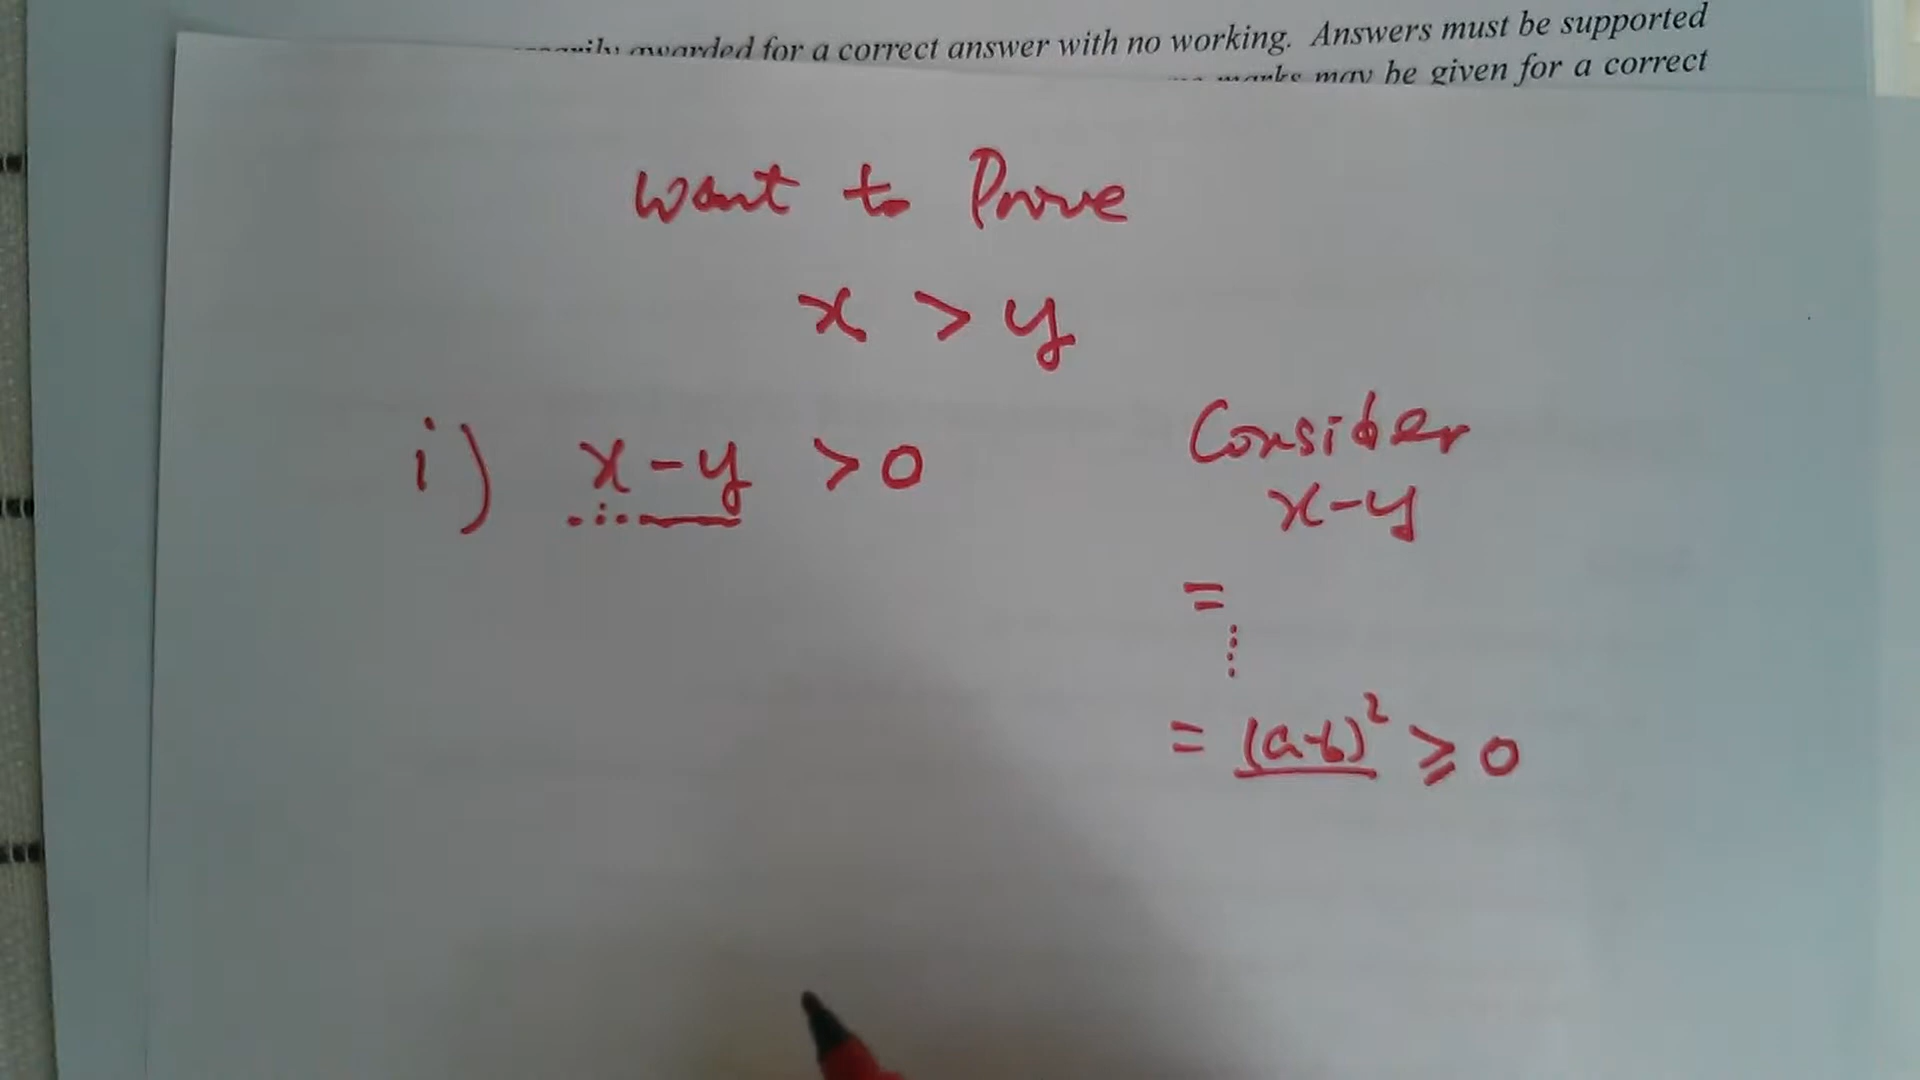 awarded for a correct answer with no working. Answers must be supported
marks may be given for a correct
Want to Prove
x > y
i) x-y > 0
Consider
x-y
=
⋮
= (a-b)² ⩾ 0